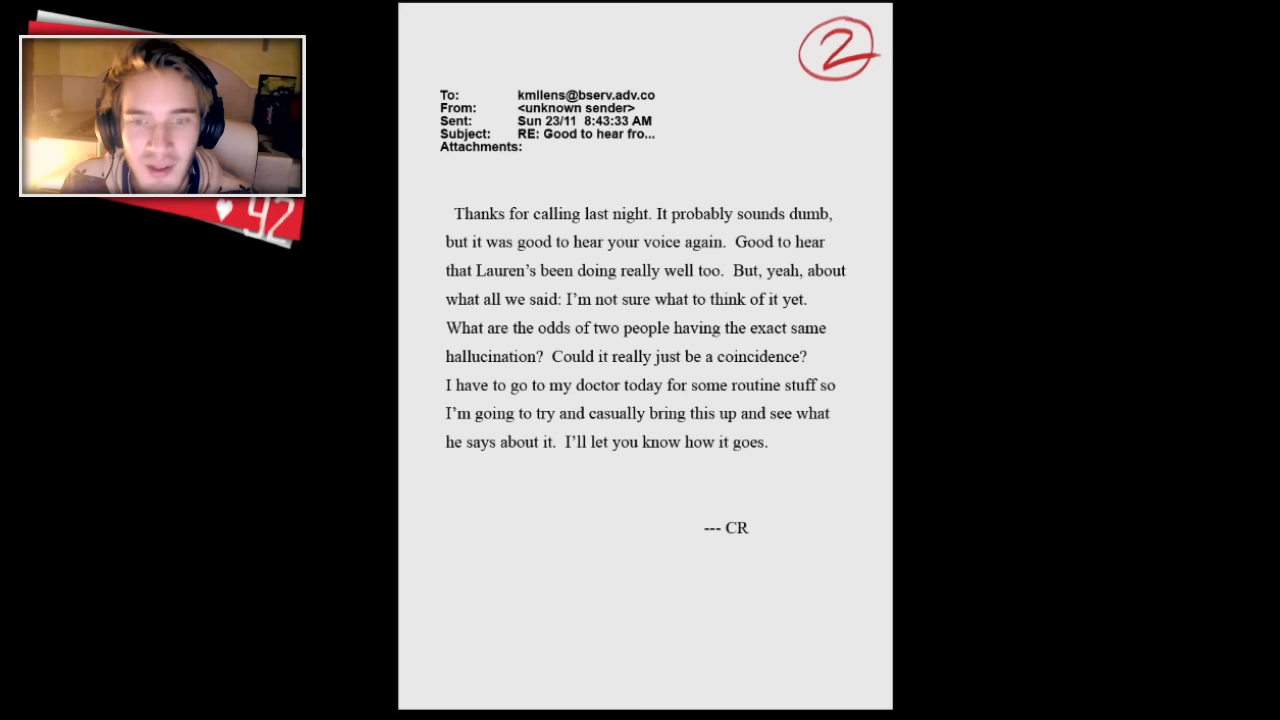 2
To: kmllens@bserv.adv.co
From: <unknown sender>
Sent: Sun 23/11 8:43:33 AM
Subject: RE: Good to hear fro...
Attachments:
Thanks for calling last night. It probably sounds dumb,
but it was good to hear your voice again. Good to hear
that Lauren's been doing really well too. But, yeah, about
what all we said: I'm not sure what to think of it yet.
What are the odds of two people having the exact same
hallucination? Could it really just be a coincidence?
I have to go to my doctor today for some routine stuff so
I'm going to try and casually bring this up and see what
he says about it. I'll let you know how it goes.
--- CR
♥ 92